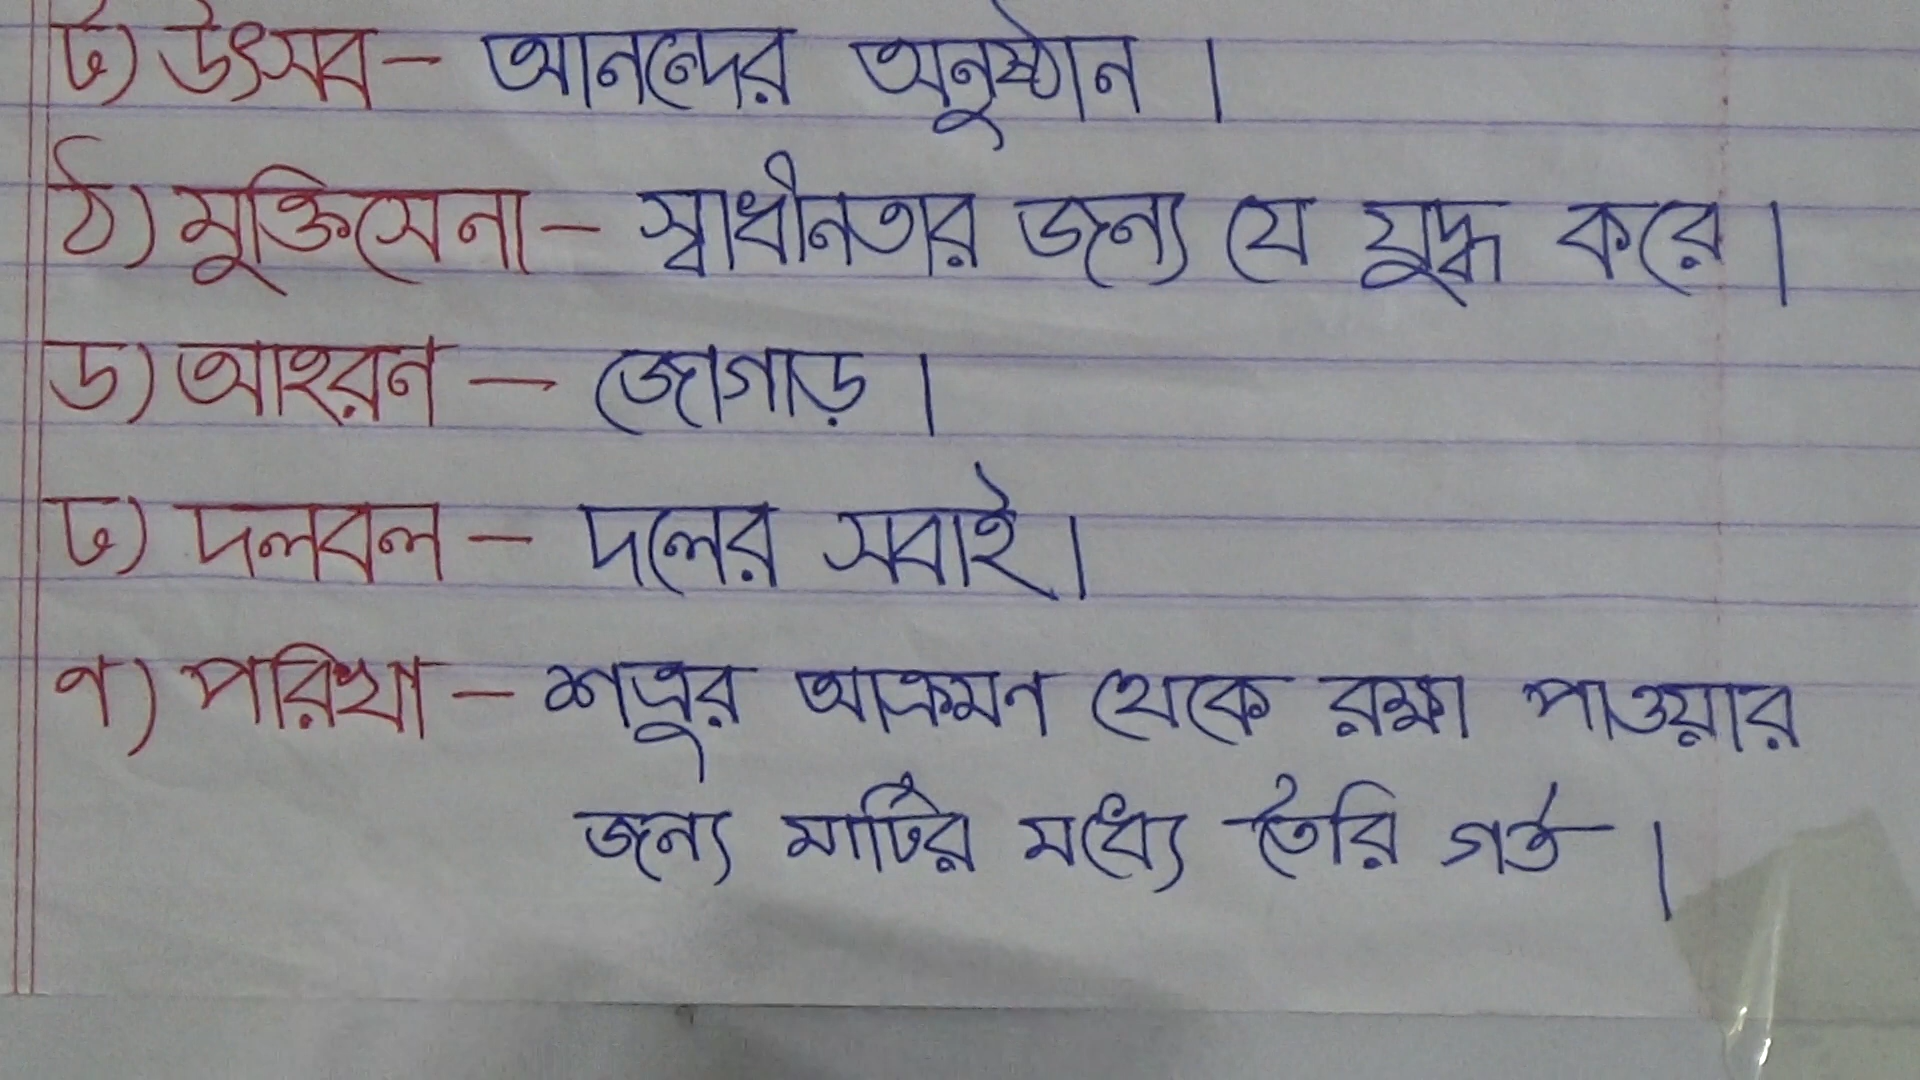 ট) উৎসব - আনন্দের অনুষ্ঠান ।
ঠ) মুক্তিসেনা - স্বাধীনতার জন্য যে যুদ্ধ করে ।
ড) আহরন - জোগাড় ।
ঢ) দলবল - দলের সবাই ।
ণ) পরিখা - শত্রুর আক্রমন থেকে রক্ষা পাওয়ার
জন্য মাটির মধ্যে তৈরি গর্ত ।